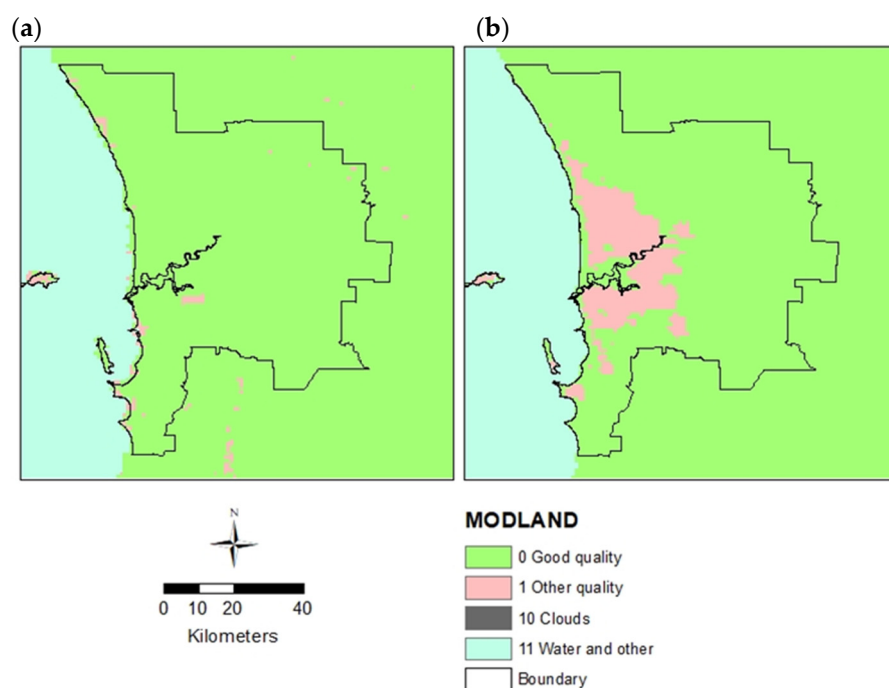 (a)
(b)
N
0 10 20 40
Kilometers
MODLAND
0 Good quality
1 Other quality
10 Clouds
11 Water and other
Boundary